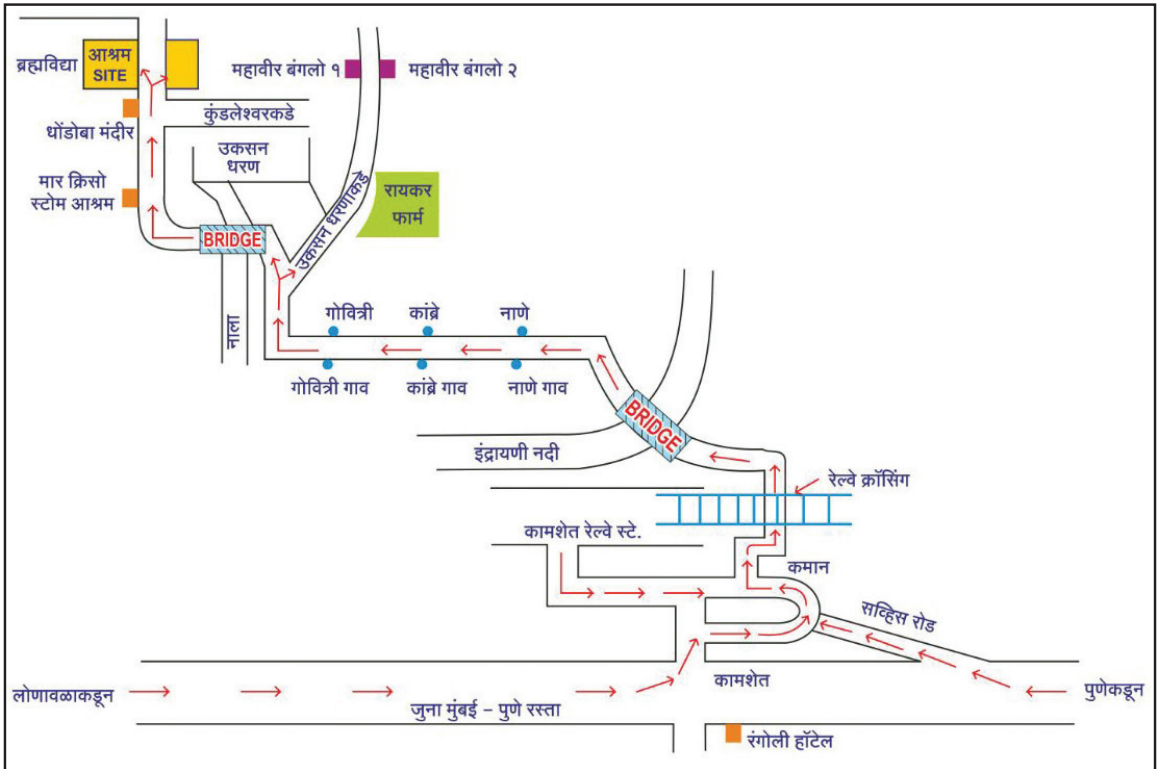 ब्रह्मविद्या
आश्रम
SITE
महावीर बंगलो १
महावीर बंगलो २
कुंडलेश्वरकडे
धोंडोबा मंदीर
उकसन
धरण
मार क्रिसो
स्टोम आश्रम
रायकर
फार्म
उकसन धरणाकडे
BRIDGE
नाला
गोवित्री
कांब्रे
नाणे
गोवित्री गाव
कांब्रे गाव
नाणे गाव
BRIDGE
इंद्रायणी नदी
रेल्वे क्रॉसिंग
कामशेत रेल्वे स्टे.
कमान
सव्हिस रोड
कामशेत
लोणावळाकडून
पुणेकडून
जुना मुंबई – पुणे रस्ता
रंगोली हॉटेल